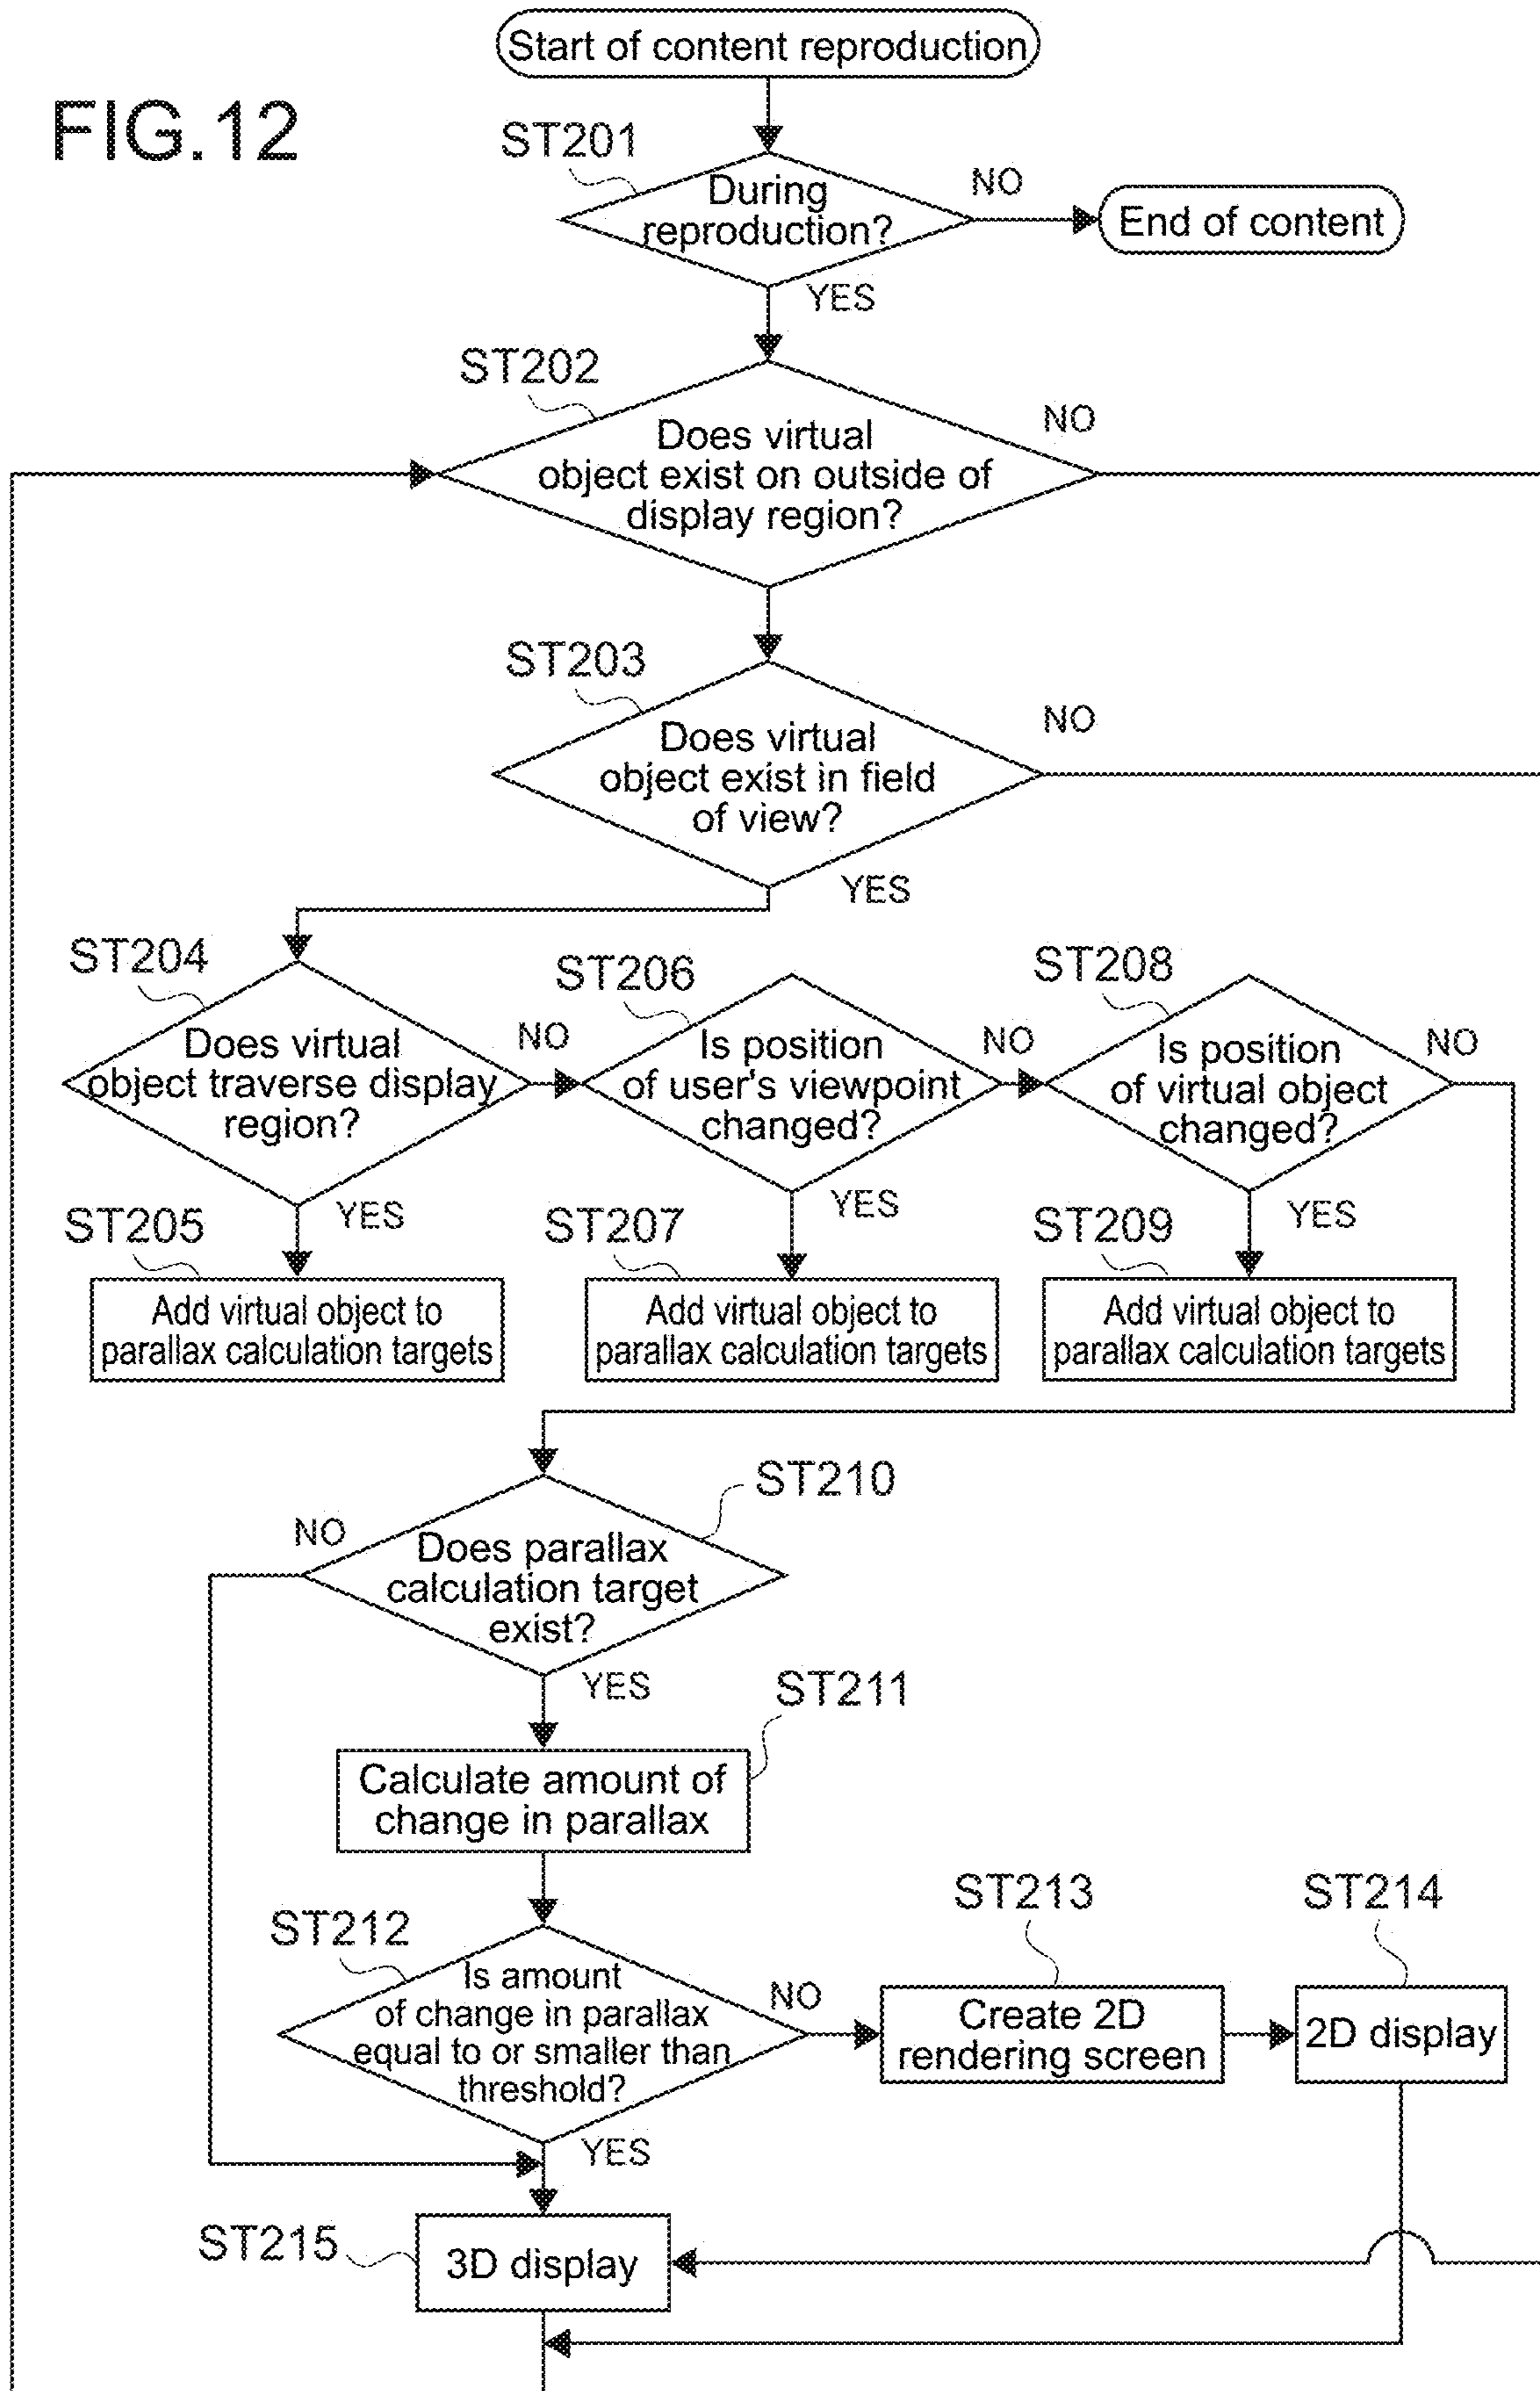 Start of content reproduction
FIG.12
ST201
During
reproduction?
NO
End of content
YES
ST202
Does virtual
object exist on outside of
display region?
NO
ST203
Does virtual
object exist in field
of view?
NO
YES
ST204
Does virtual
object traverse display
region?
NO
YES
ST206
Is position
of user's viewpoint
changed?
NO
YES
ST208
Is position
of virtual object
changed?
NO
YES
ST205
Add virtual object to
parallax calculation targets
ST207
Add virtual object to
parallax calculation targets
ST209
Add virtual object to
parallax calculation targets
ST210
NO
Does parallax
calculation target
exist?
YES
ST211
Calculate amount of
change in parallax
ST212
Is amount
of change in parallax
equal to or smaller than
threshold?
NO
YES
ST213
Create 2D
rendering screen
ST214
2D display
ST215
3D display